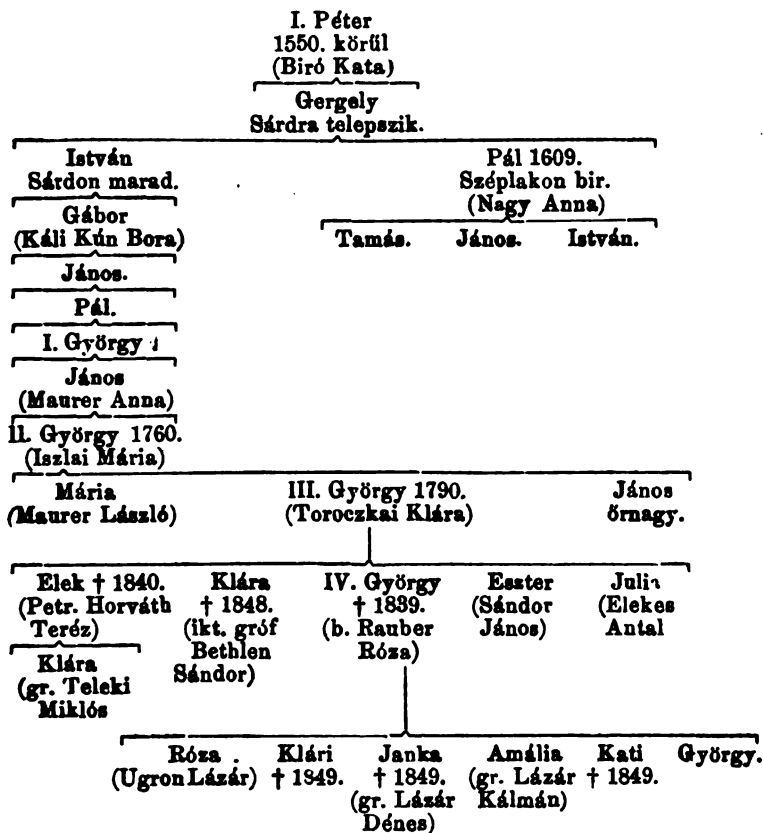 I. Péter
1550. körűl
(Biró Kata)
Gergely
Sárdra telepszik.
István
Sárdon marad.
Pál 1609.
Széplakon bir.
(Nagy Anna)
Gábor
(Káli Kún Bora)
Tamás. János. István.
János.
Pál.
I. György
János
(Maurer Anna)
II. György 1760.
(Iszlai Mária)
Mária
(Maurer László)
III. György 1790.
(Toroczkai Klára)
János
őrnagy.
Elek † 1840.
(Petr. Horváth
Teréz)
Klára
† 1848.
(ikt. gróf
Bethlen
Sándor)
IV. György
† 1839.
(b. Rauber
Róza)
Eszter
(Sándor
János)
Julia
(Elekes
Antal
Klára
(gr. Teleki
Miklós
Róza
(Ugron Lázár)
Klári
† 1849.
Janka
† 1849.
(gr. Lázár
Dénes)
Amália
(gr. Lázár
Kálmán)
Kati
† 1849.
György.